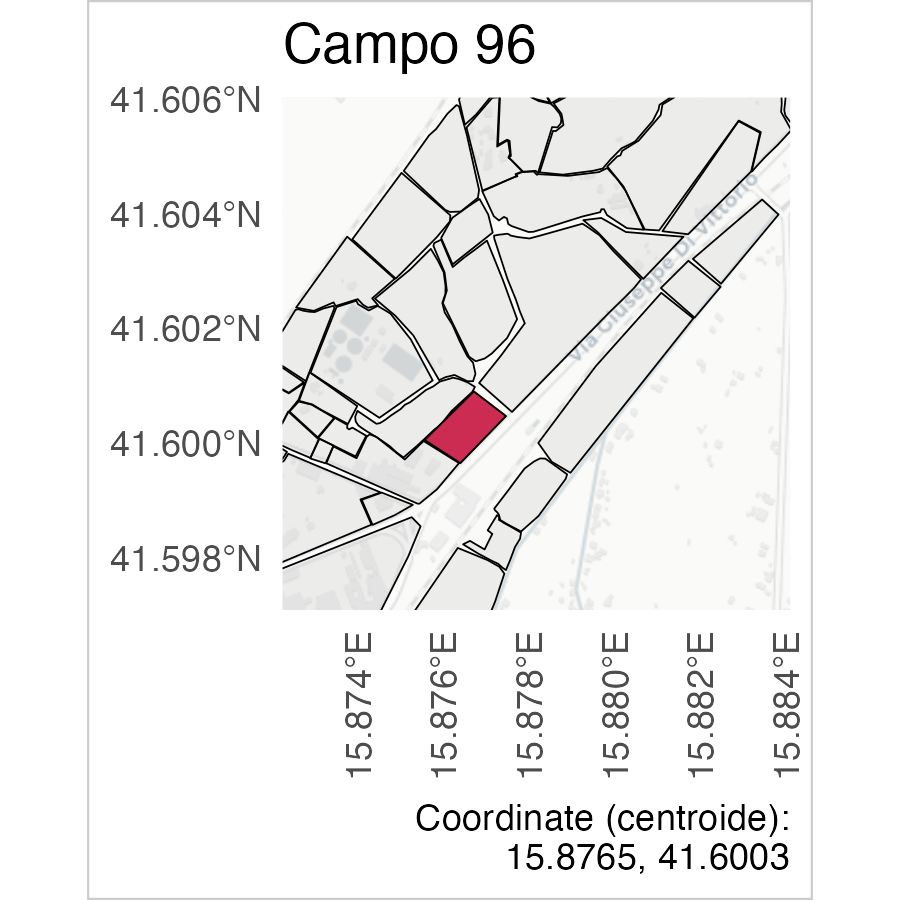 Campo 96
41.606°N
41.604°N
41.602°N
41.600°N
41.598°N
Via Giuseppe Di Vittorio
15.874°E
15.876°E
15.878°E
15.880°E
15.882°E
15.884°E
Coordinate (centroide):
15.8765, 41.6003